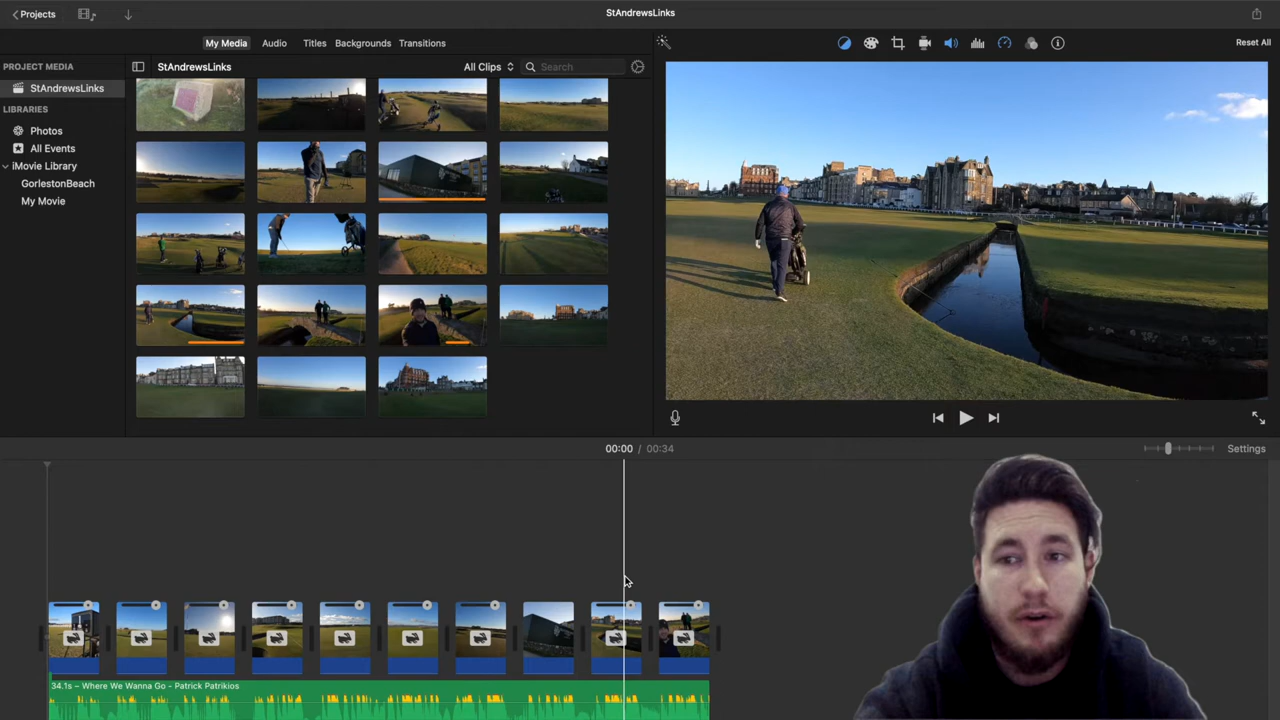 Projects
StAndrewsLinks
My Media Audio Titles Backgrounds Transitions
Reset All
PROJECT MEDIA
StAndrewsLinks
LIBRARIES
Photos
All Events
iMovie Library
GorlestonBeach
My Movie
StAndrewsLinks
All Clips
Search
00:00 / 00:34
Settings
34.1s – Where We Wanna Go - Patrick Patrikios